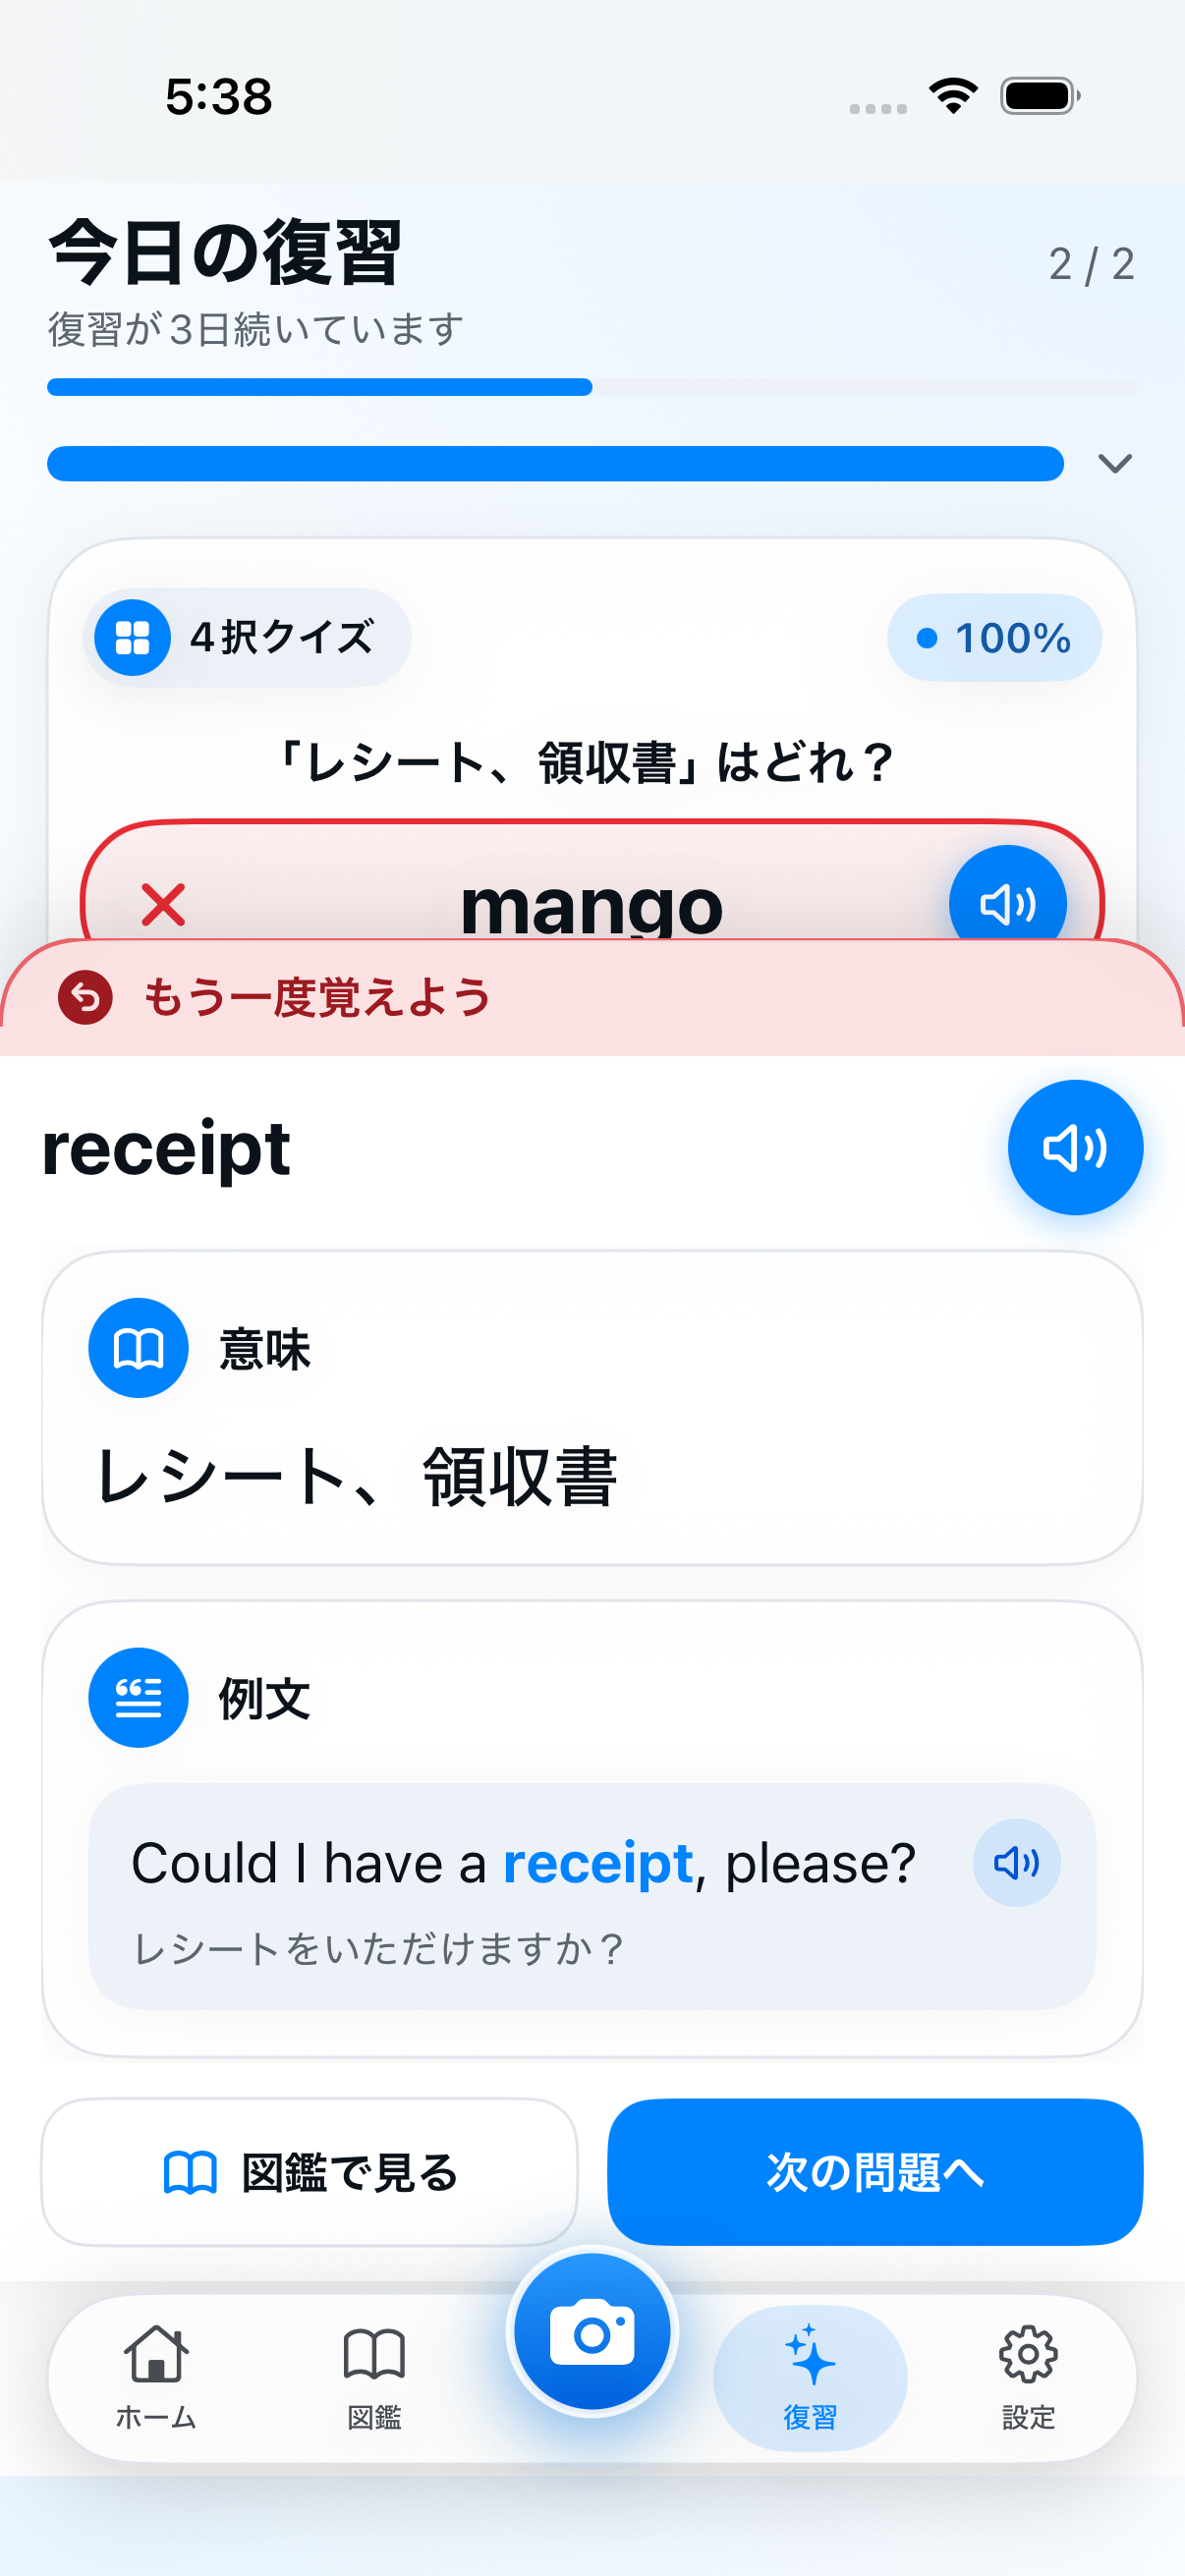 5:38
今日の復習
2 / 2
復習が3日続いています
4択クイズ
100%
「レシート、領収書」はどれ？
mango
もう一度覚えよう
receipt
意味
レシート、領収書
例文
Could I have a receipt, please?
レシートをいただけますか？
図鑑で見る
次の問題へ
ホーム
図鑑
復習
設定